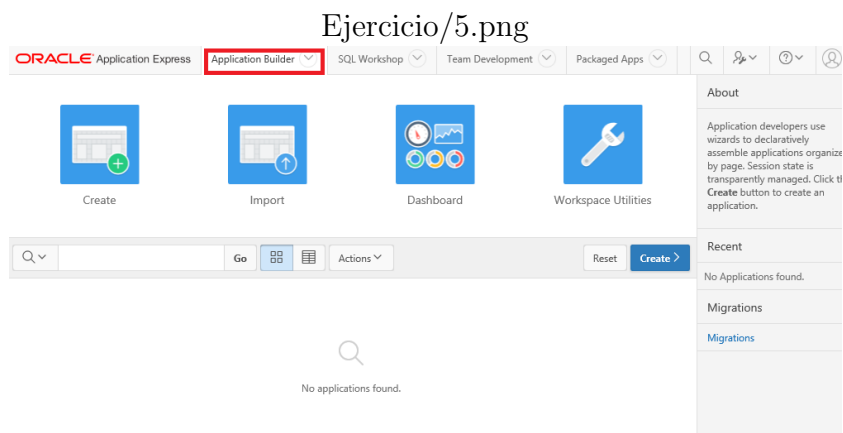 Ejercicio/5.png
ORACLE Application Express
Application Builder
SQL Workshop
Team Development
Packaged Apps
Create
Import
Dashboard
Workspace Utilities
Go
Actions
Reset
Create
No applications found.
About
Application developers use
wizards to declaratively
assemble applications organize
by page. Session state is
transparently managed. Click th
Create button to create an
application.
Recent
No Applications found.
Migrations
Migrations